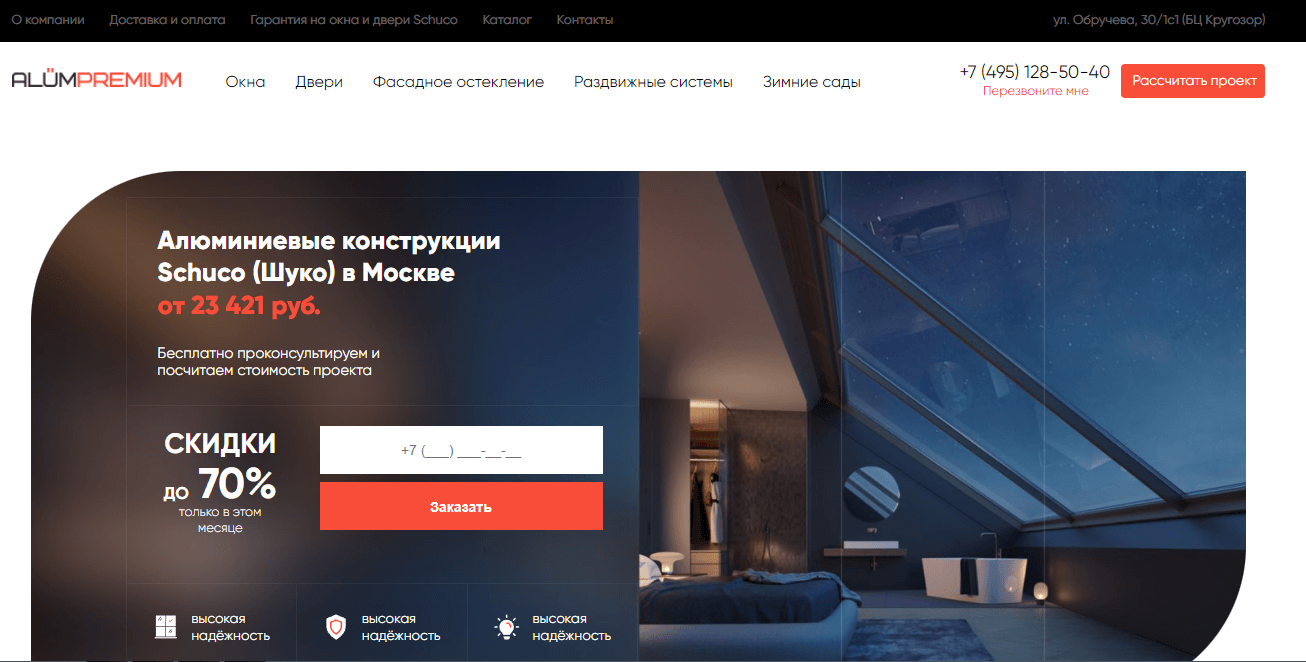 О компании
Доставка и оплата
Гарантия на окна и двери Schuco
Каталог
Контакты
ул. Обручева, 30/1с1 (БЦ Кругозор)
ALÜMPREMIUM
Окна
Двери
Фасадное остекление
Раздвижные системы
Зимние сады
+7 (495) 128-50-40
Перезвоните мне
Рассчитать проект
Алюминиевые конструкции
Schuco (Шуко) в Москве
от 23 421 руб.
Бесплатно проконсультируем и
посчитаем стоимость проекта
СКИДКИ
до 70%
только в этом
месяце
+7 (___) ___-__-__
Заказать
высокая
надёжность
высокая
надёжность
высокая
надёжность